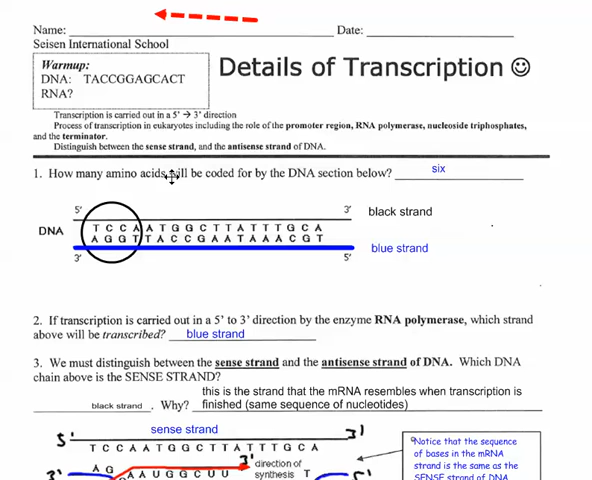 Name: Date:
Seisen International School
Warmup:
DNA: TACCGGAGCACT
RNA?
Details of Transcription ☺
Transcription is carried out in a 5' → 3' direction
Process of transcription in eukaryotes including the role of the promoter region, RNA polymerase, nucleoside triphosphates,
and the terminator.
Distinguish between the sense strand, and the antisense strand of DNA.
1. How many amino acids will be coded for by the DNA section below? six
5' 3' black strand
DNA T C C A A T G G C T T A T T T G C A
A G G T T A C C G A A T A A A C G T
blue strand
3' 5'
2. If transcription is carried out in a 5' to 3' direction by the enzyme RNA polymerase, which strand
above will be transcribed? blue strand
3. We must distinguish between the sense strand and the antisense strand of DNA. Which DNA
chain above is the SENSE STRAND?
this is the strand that the mRNA resembles when transcription is
black strand . Why? finished (same sequence of nucleotides)
sense strand
5' 3'
T C C A A T G G C T T A T T T G C A
Notice that the sequence
of bases in the mRNA
strand is the same as the
SENSE strand of DNA
A G A A U G G C U U 3' direction of
synthesis T
3' 5'